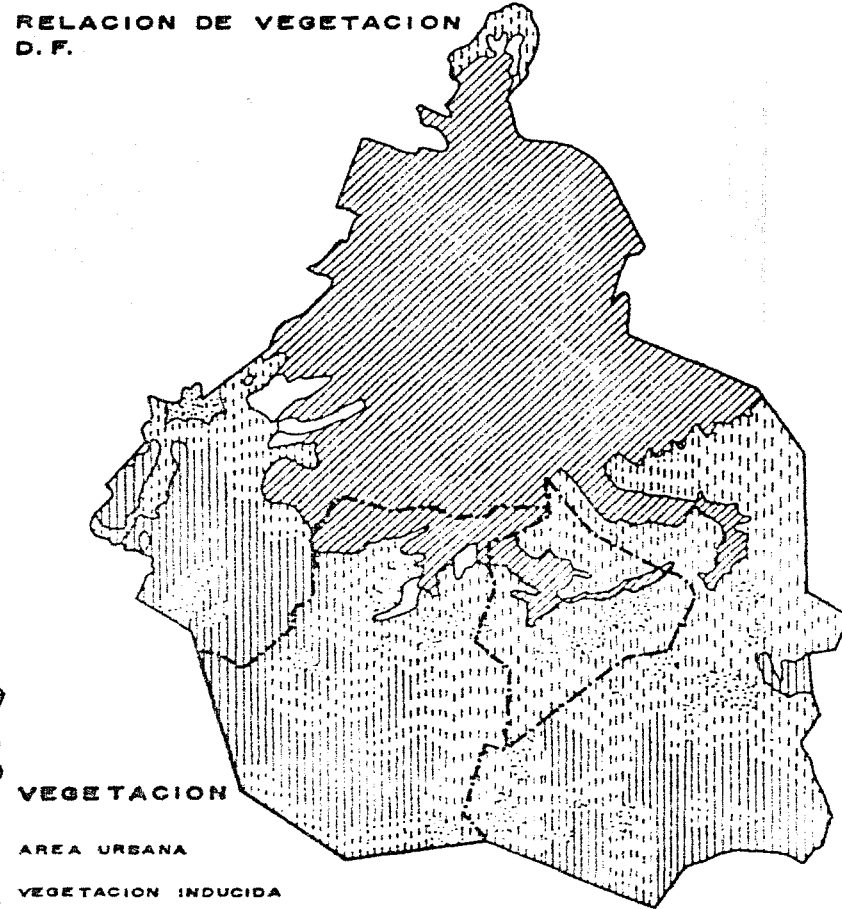 RELACION DE VEGETACION
D. F.
VEGETACION
AREA URBANA
VEGETACION INDUCIDA